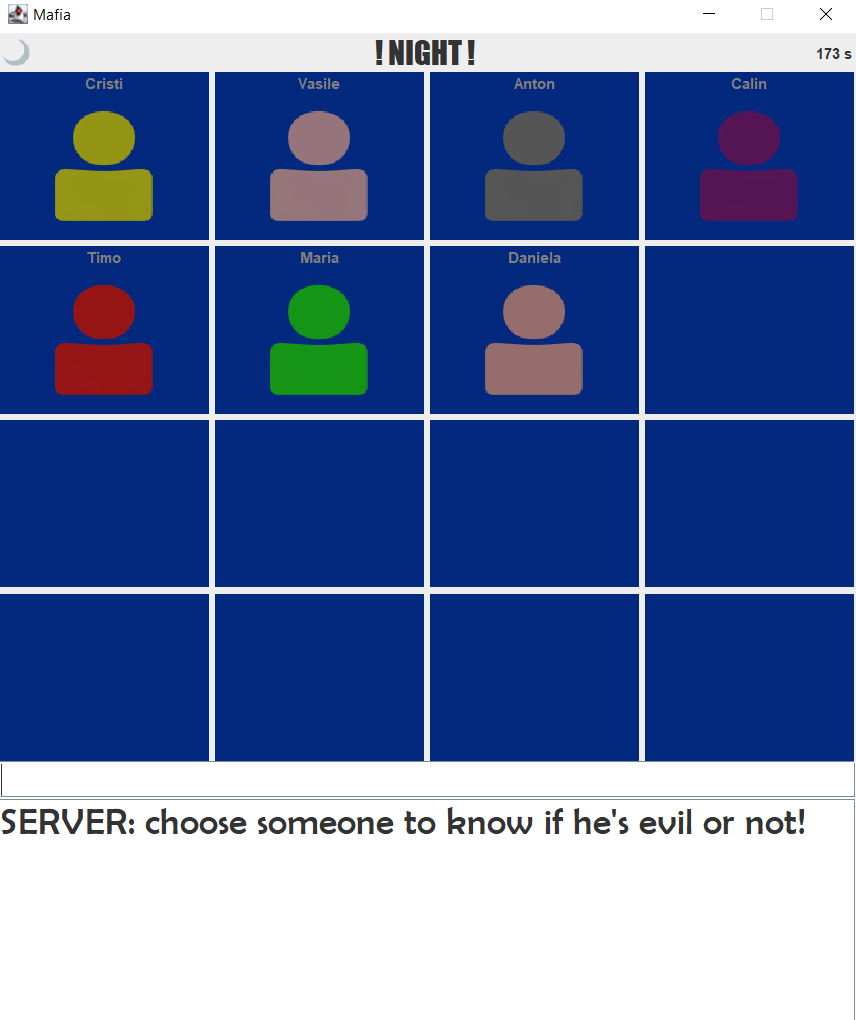 Mafia
! NIGHT !
173 s
Cristi Vasile Anton Calin
Timo Maria Daniela
SERVER: choose someone to know if he's evil or not!